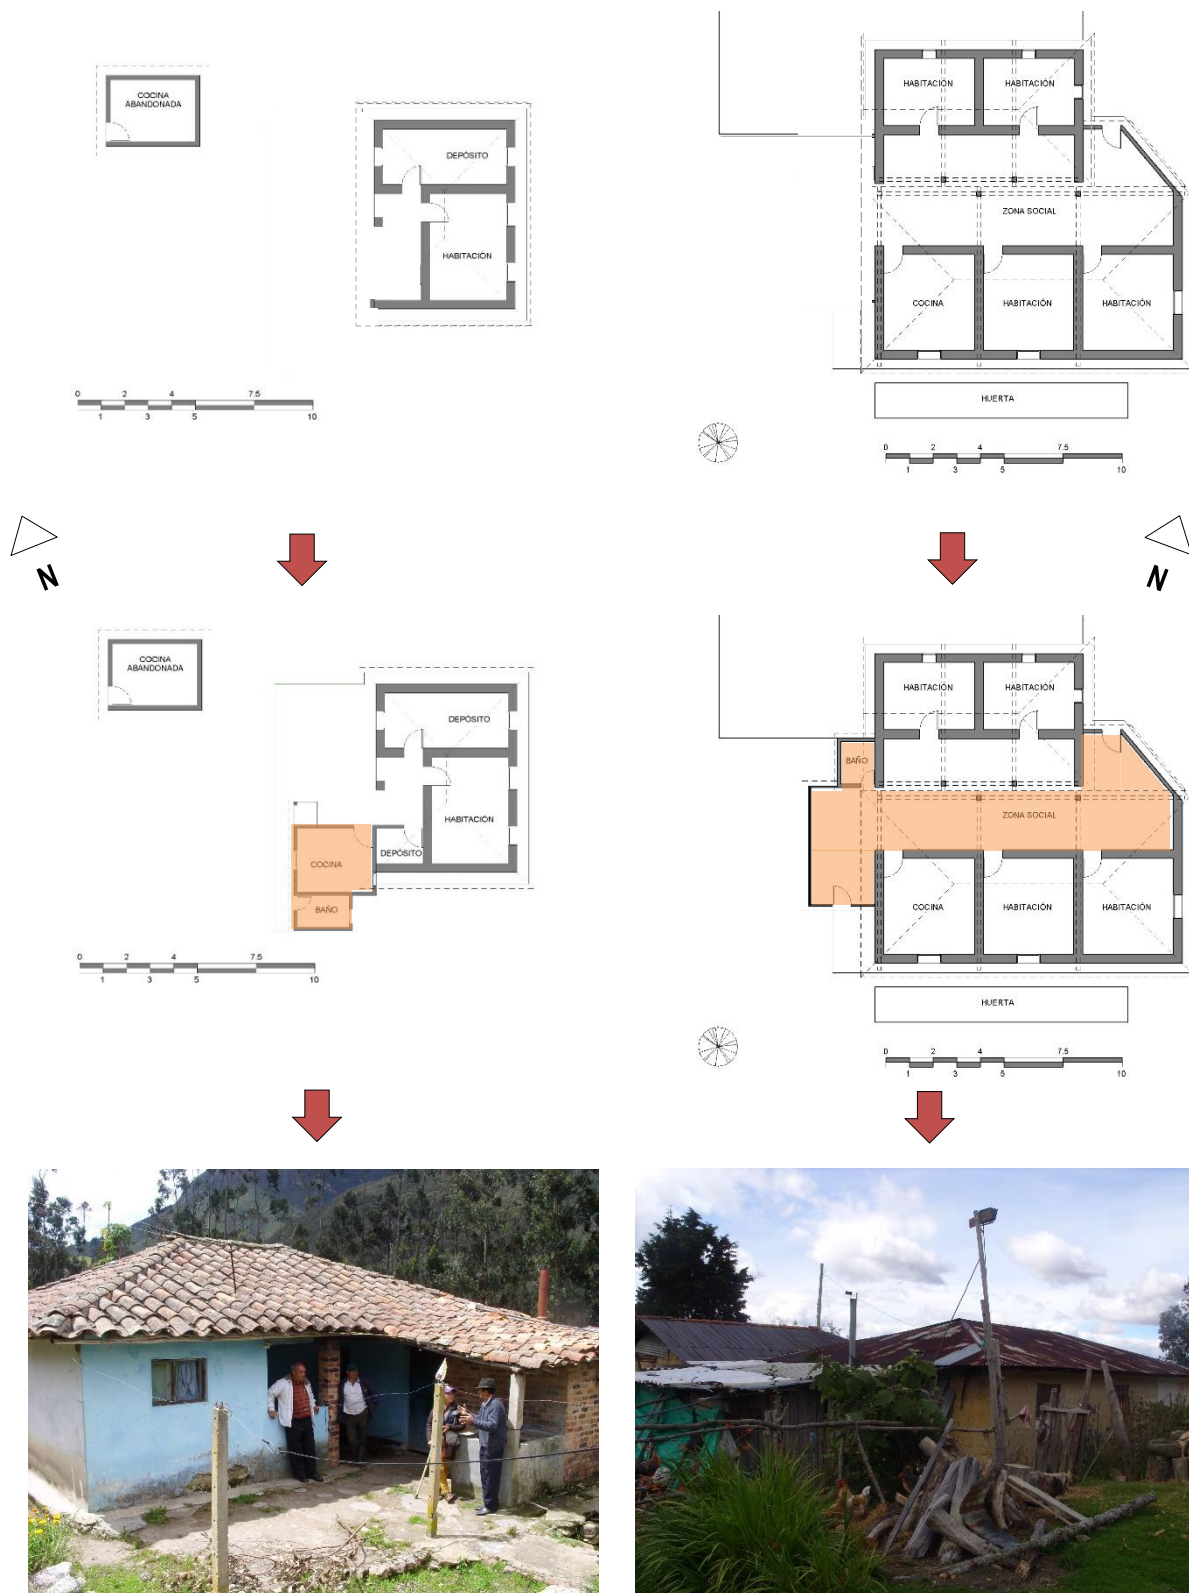 COCINA
ABANDONADA
DEPÓSITO
HABITACIÓN
0 2 4 7.5
1 3 5 10
HABITACIÓN HABITACIÓN
ZONA SOCIAL
COCINA HABITACIÓN HABITACIÓN
HUERTA
0 2 4 7.5
1 3 5 10
N
N
COCINA
ABANDONADA
DEPÓSITO
HABITACIÓN
DEPÓSITO
COCINA
BAÑO
0 2 4 7.5
1 3 5 10
HABITACIÓN HABITACIÓN
BAÑO
ZONA SOCIAL
COCINA HABITACIÓN HABITACIÓN
HUERTA
0 2 4 7.5
1 3 5 10